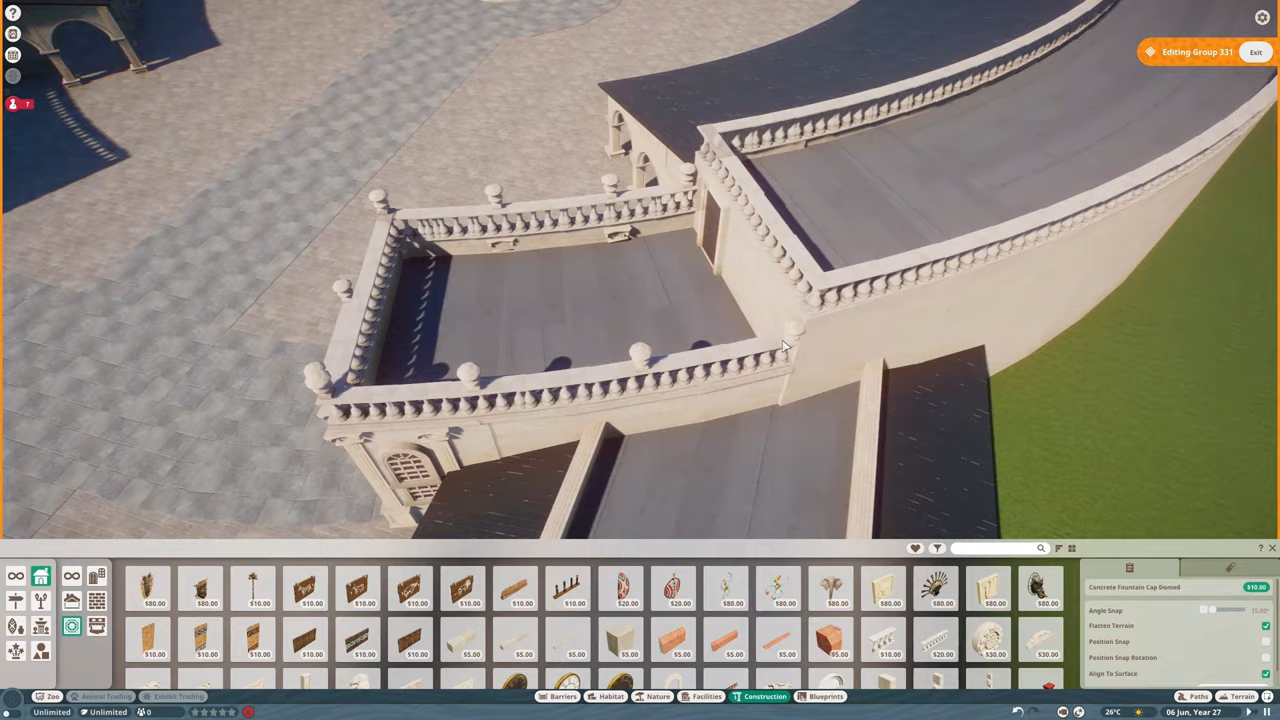 ?
7
Editing Group 331
Exit
? ×
$80.00 $80.00 $10.00 $10.00 $10.00 $10.00 $10.00 $10.00 $10.00 $20.00 $20.00 $80.00 $80.00 $80.00 $80.00 $80.00 $80.00 $80.00
$10.00 $10.00 $10.00 $10.00 $10.00 $10.00 $5.00 $5.00 $5.00 $5.00 $5.00 $5.00 $5.00 $5.00 $10.00 $20.00 $30.00 $30.00
Concrete Fountain Cap Domed $10.00
Angle Snap 15.00°
Flatten Terrain
Position Snap
Position Snap Rotation
Align To Surface
Zoo Animal Trading Exhibit Trading Barriers Habitat Nature Facilities Construction Blueprints Paths Terrain
Unlimited Unlimited 0 26°C 06 Jun, Year 27